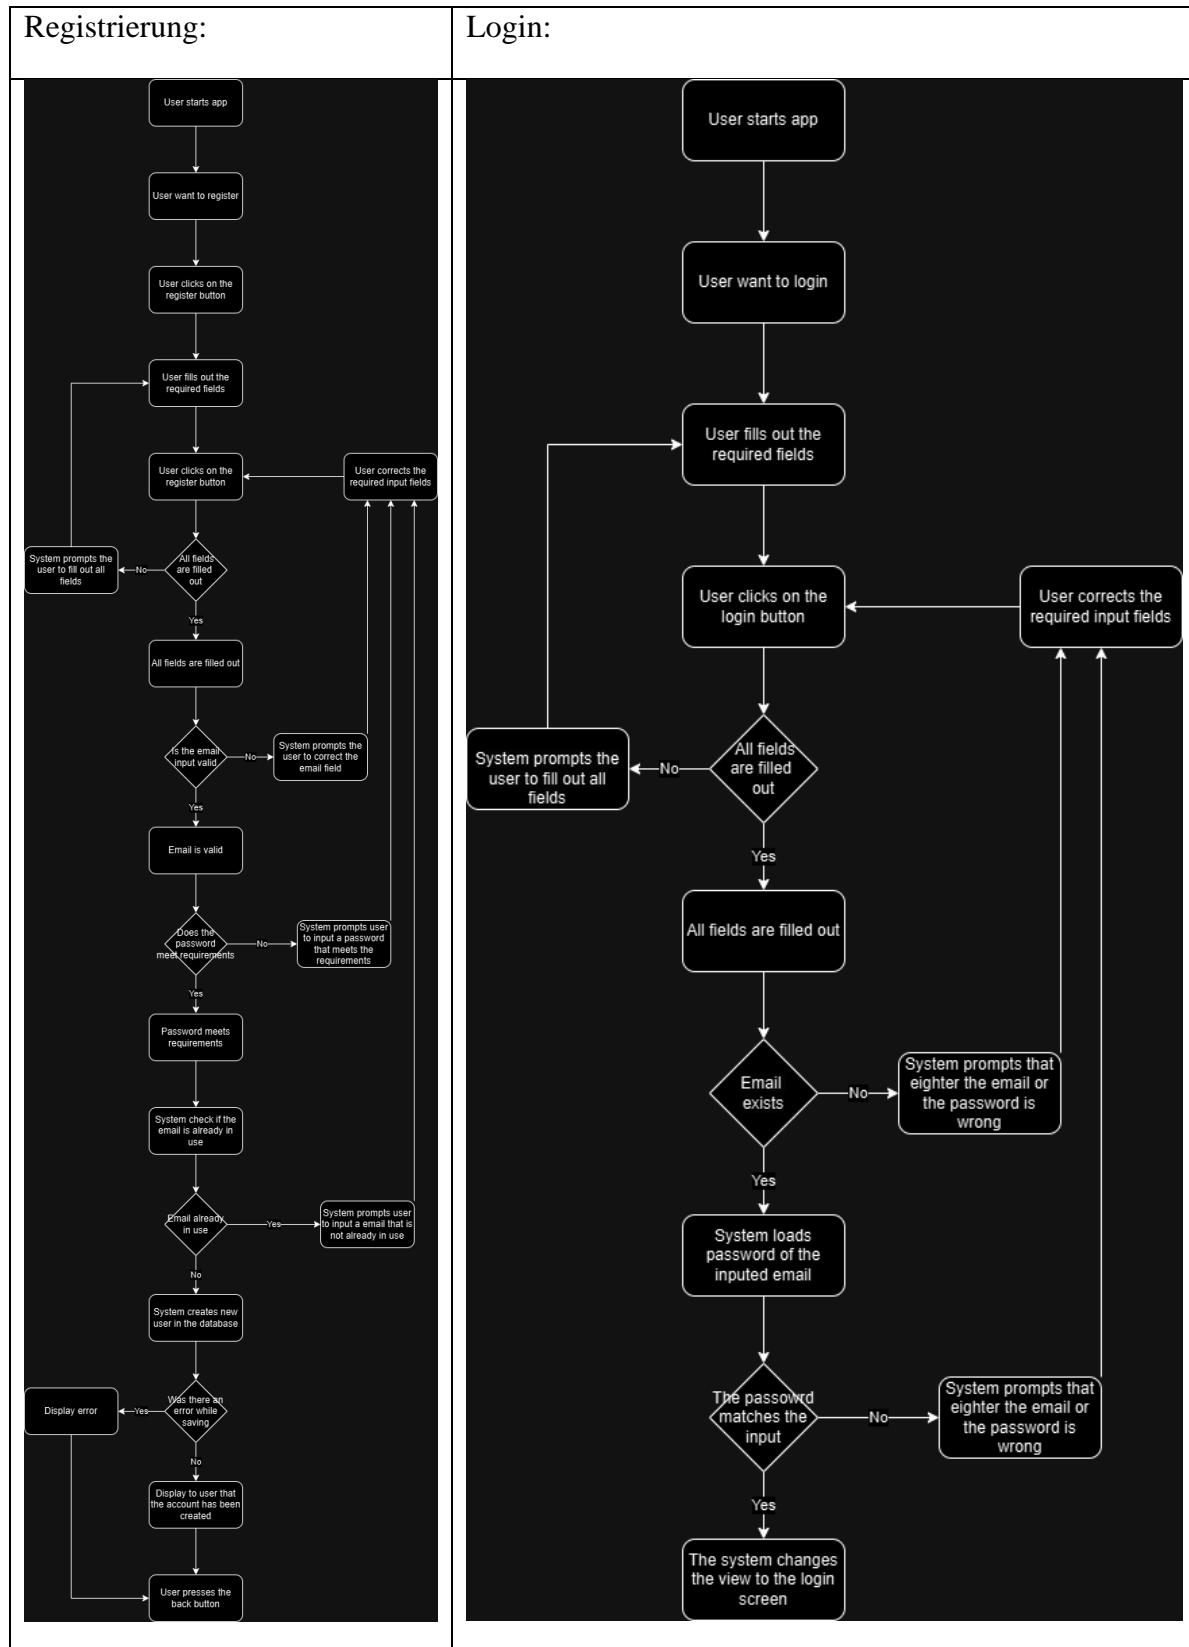 Registrierung:
Login:
User starts app
User want to register
User clicks on the
register button
User fills out the
required fields
User clicks on the
register button
User corrects the
required input fields
All fields
are filled
out
No
System prompts the
user to fill out all
fields
Yes
All fields are filled out
Is the email
input valid
No
System prompts the
user to correct the
email field
Yes
Email is valid
Does the
password
meet requirements
No
System prompts user
to input a password
that meets the
requirements
Yes
Password meets
requirements
System check if the
email is already in
use
Email already
in use
Yes
System prompts user
to input a email that is
not already in use
No
System creates new
user in the database
Was there an
error while
saving
Yes
Display error
No
Display to user that
the account has been
created
User presses the
back button
User starts app
User want to login
User fills out the
required fields
User clicks on the
login button
User corrects the
required input fields
All fields
are filled
out
No
System prompts the
user to fill out all
fields
Yes
All fields are filled out
Email
exists
No
System prompts that
eighter the email or
the password is
wrong
Yes
System loads
password of the
inputed email
The passowrd
matches the
input
No
System prompts that
eighter the email or
the password is
wrong
Yes
The system changes
the view to the login
screen